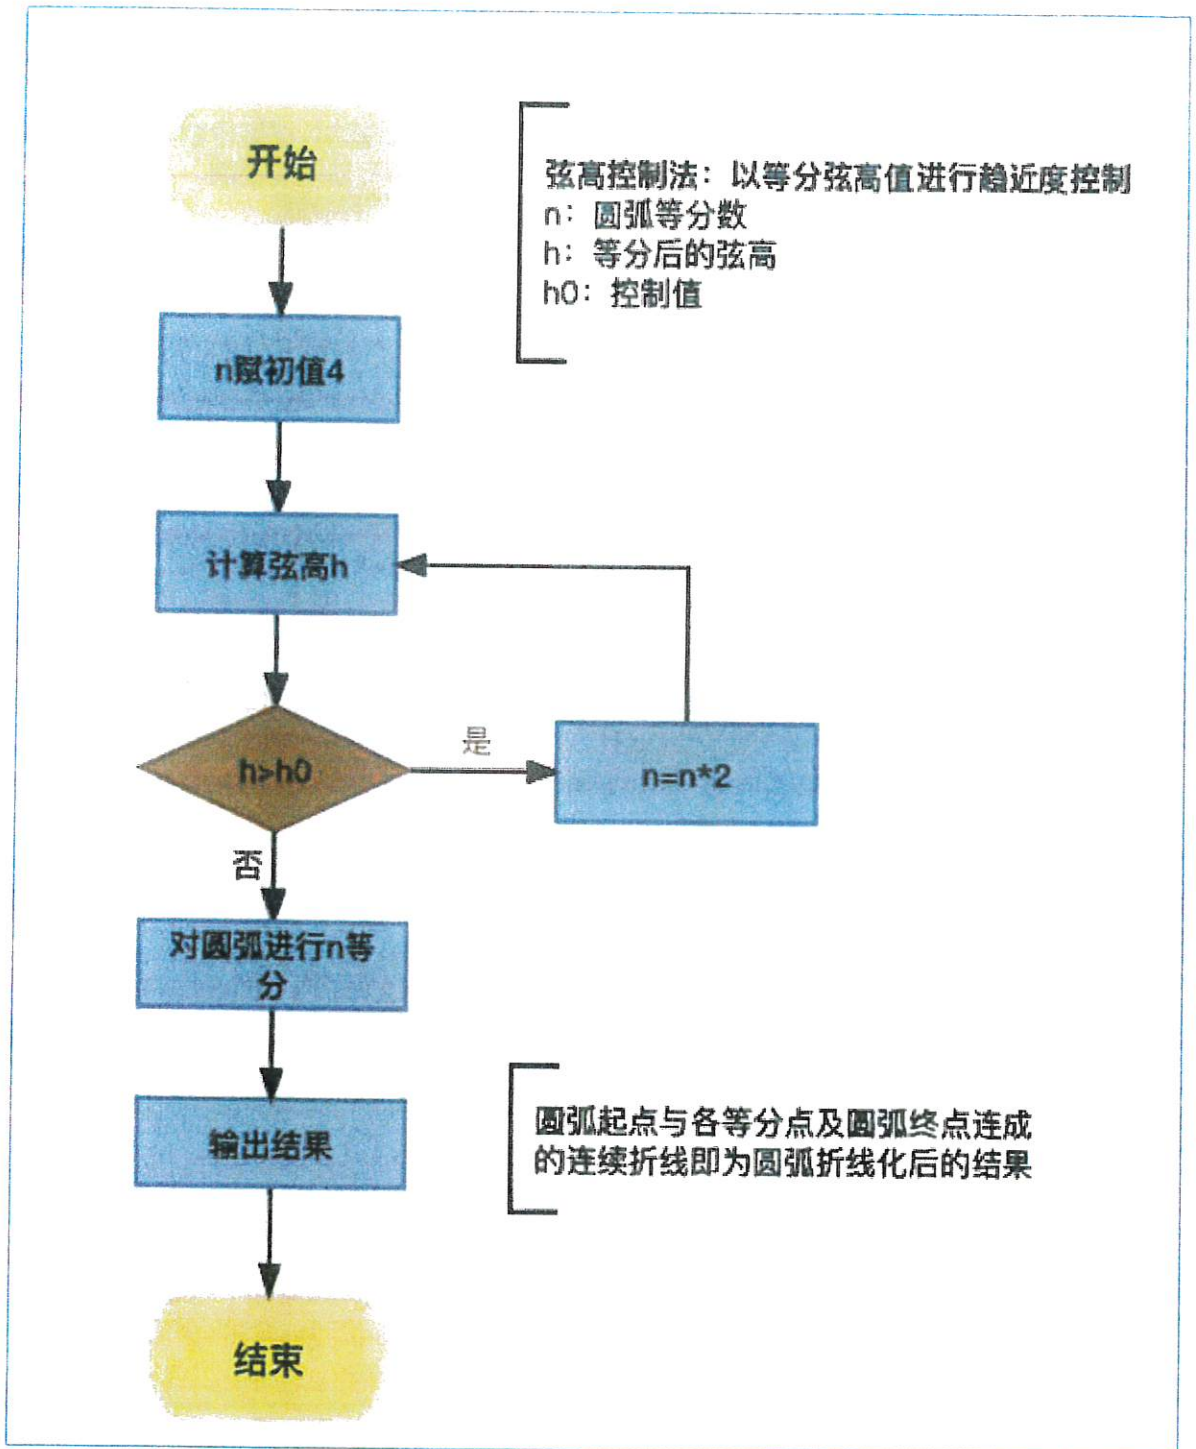 开始
弦高控制法：以等分弦高值进行趋近度控制
n：圆弧等分数
h：等分后的弦高
h0：控制值
n赋初值4
计算弦高h
h>h0
是
n=n*2
否
对圆弧进行n等
分
输出结果
圆弧起点与各等分点及圆弧终点连成
的连续折线即为圆弧折线化后的结果
结束